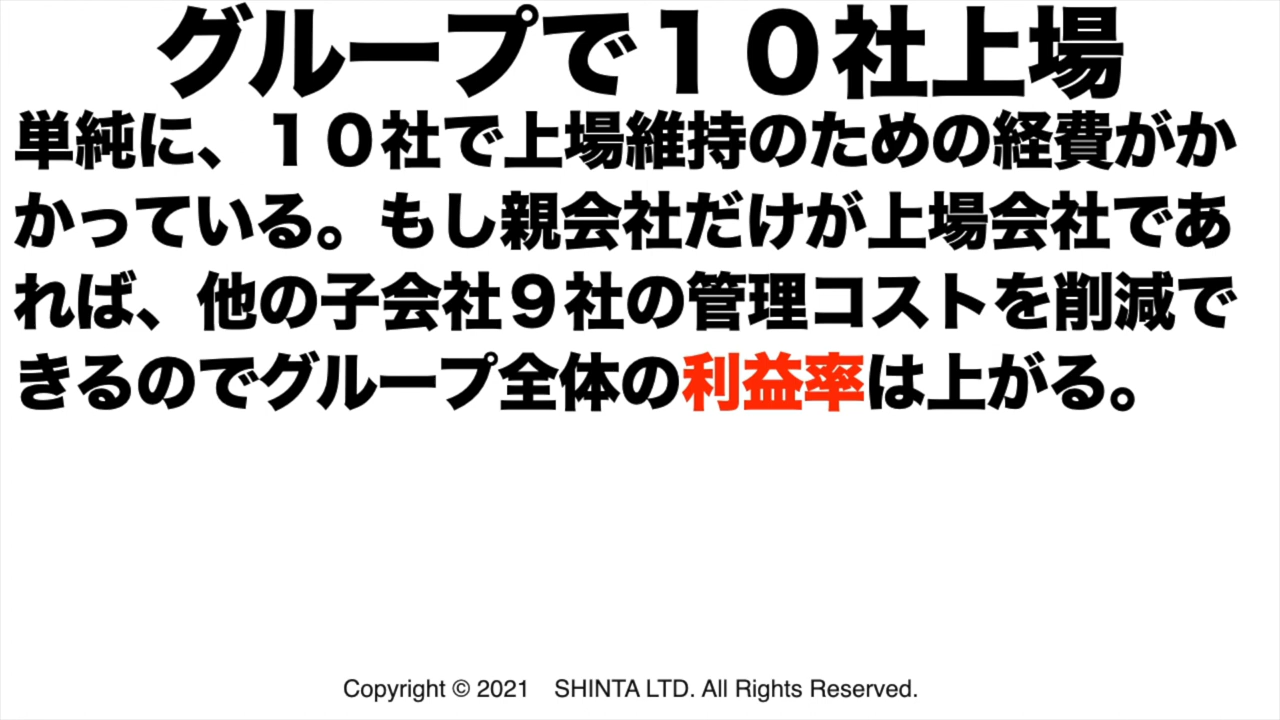 グループで１０社上場
単純に、１０社で上場維持のための経費がか
かっている。もし親会社だけが上場会社であ
れば、他の子会社９社の管理コストを削減で
きるのでグループ全体の利益率は上がる。
Copyright © 2021　SHINTA LTD. All Rights Reserved.